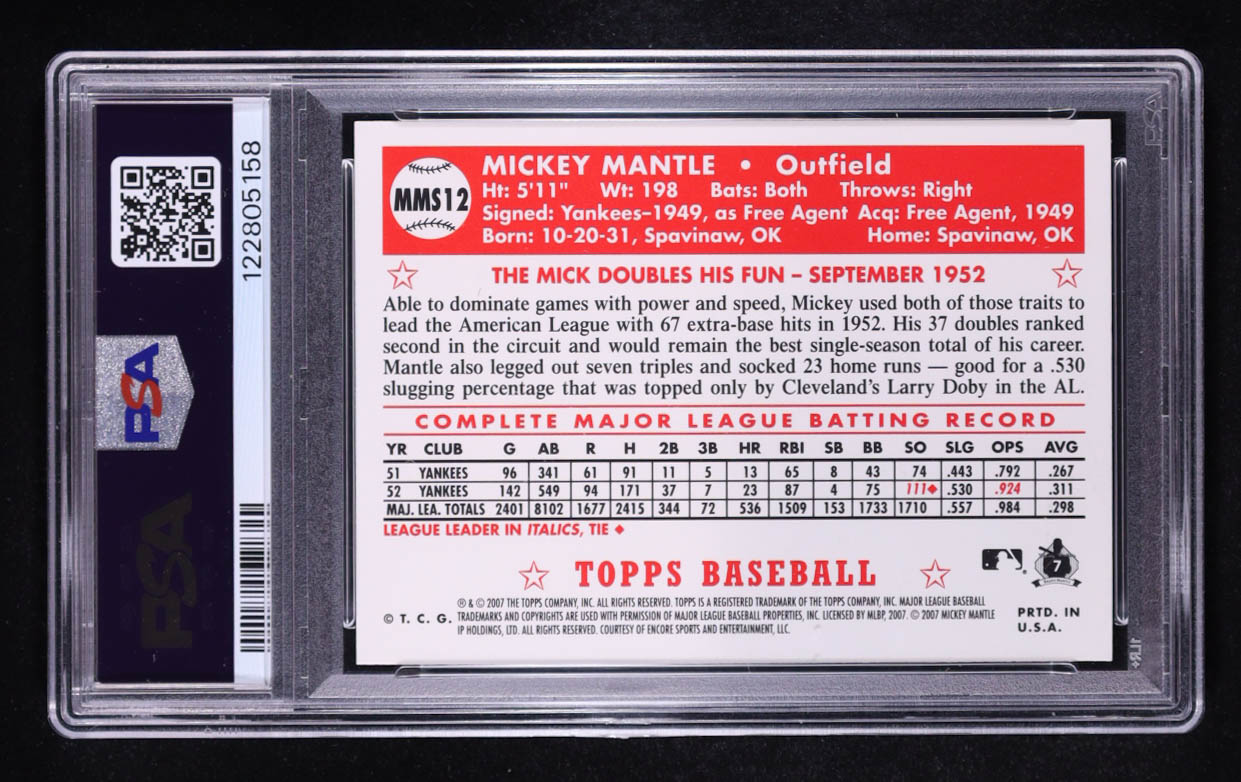 122805158
PSA
PSA
PSA
MMS12
MICKEY MANTLE • Outfield
Ht: 5'11" Wt: 198 Bats: Both Throws: Right
Signed: Yankees–1949, as Free Agent Acq: Free Agent, 1949
Born: 10-20-31, Spavinaw, OK Home: Spavinaw, OK
THE MICK DOUBLES HIS FUN – SEPTEMBER 1952
Able to dominate games with power and speed, Mickey used both of those traits to
lead the American League with 67 extra-base hits in 1952. His 37 doubles ranked
second in the circuit and would remain the best single-season total of his career.
Mantle also legged out seven triples and socked 23 home runs — good for a .530
slugging percentage that was topped only by Cleveland's Larry Doby in the AL.
COMPLETE MAJOR LEAGUE BATTING RECORD
YR CLUB G AB R H 2B 3B HR RBI SB BB SO SLG OPS AVG
51 YANKEES 96 341 61 91 11 5 13 65 8 43 74 .443 .792 .267
52 YANKEES 142 549 94 171 37 7 23 87 4 75 111♦ .530 .924 .311
MAJ. LEA. TOTALS 2401 8102 1677 2415 344 72 536 1509 153 1733 1710 .557 .984 .298
LEAGUE LEADER IN ITALICS, TIE ♦
TOPPS BASEBALL
7
® & © 2007 THE TOPPS COMPANY, INC. ALL RIGHTS RESERVED. TOPPS IS A REGISTERED TRADEMARK OF THE TOPPS COMPANY, INC. MAJOR LEAGUE BASEBALL
© T. C. G. TRADEMARKS AND COPYRIGHTS ARE USED WITH PERMISSION OF MAJOR LEAGUE BASEBALL PROPERTIES, INC. LICENSED BY MLBP, 2007. © 2007 MICKEY MANTLE
IP HOLDINGS, LTD. ALL RIGHTS RESERVED. COURTESY OF ENCORE SPORTS AND ENTERTAINMENT, LLC.
PRTD. IN
U.S.A.